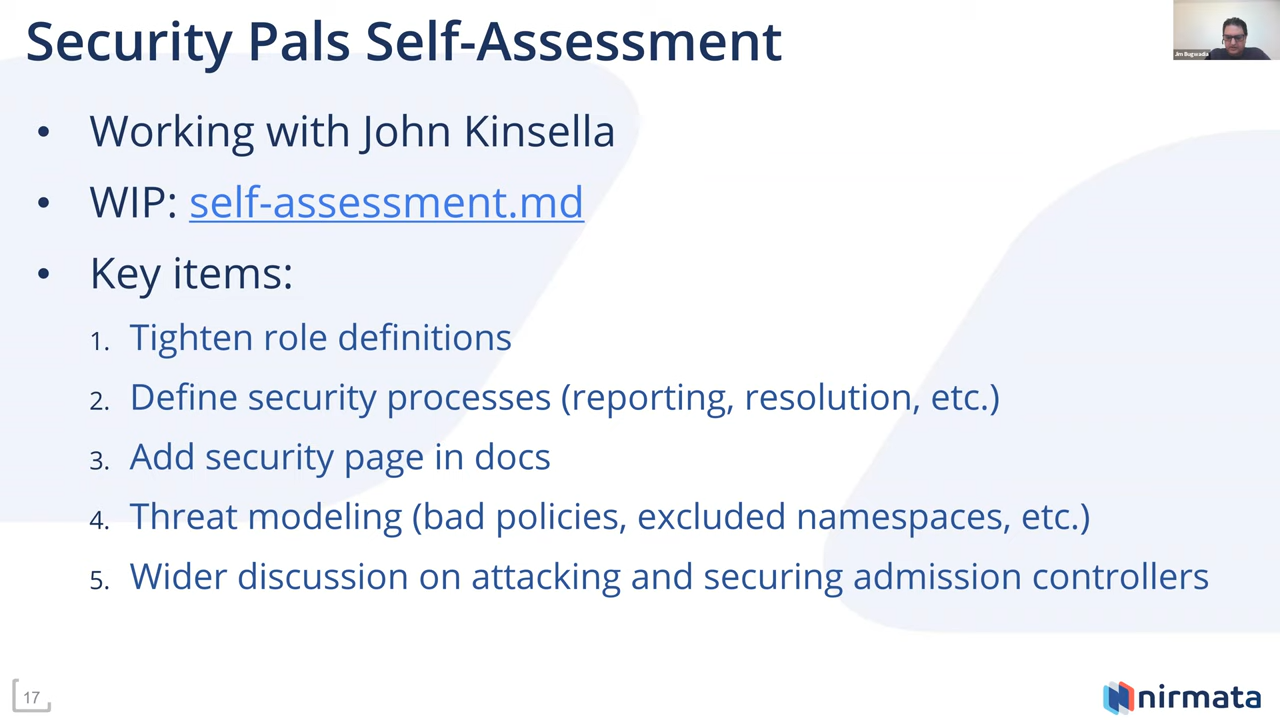 Security Pals Self-Assessment
Jim Bugwadia
• Working with John Kinsella
• WIP: self-assessment.md
• Key items:
1. Tighten role definitions
2. Define security processes (reporting, resolution, etc.)
3. Add security page in docs
4. Threat modeling (bad policies, excluded namespaces, etc.)
5. Wider discussion on attacking and securing admission controllers
17
nirmata